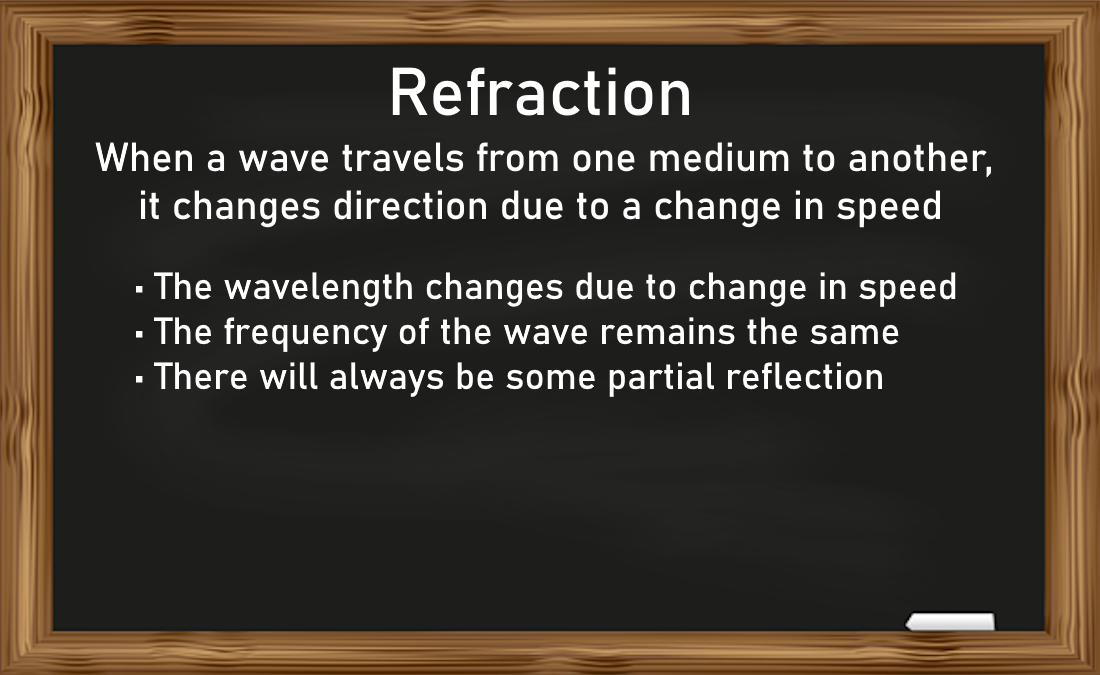 Refraction
When a wave travels from one medium to another,
it changes direction due to a change in speed
▪ The wavelength changes due to change in speed
▪ The frequency of the wave remains the same
▪ There will always be some partial reflection